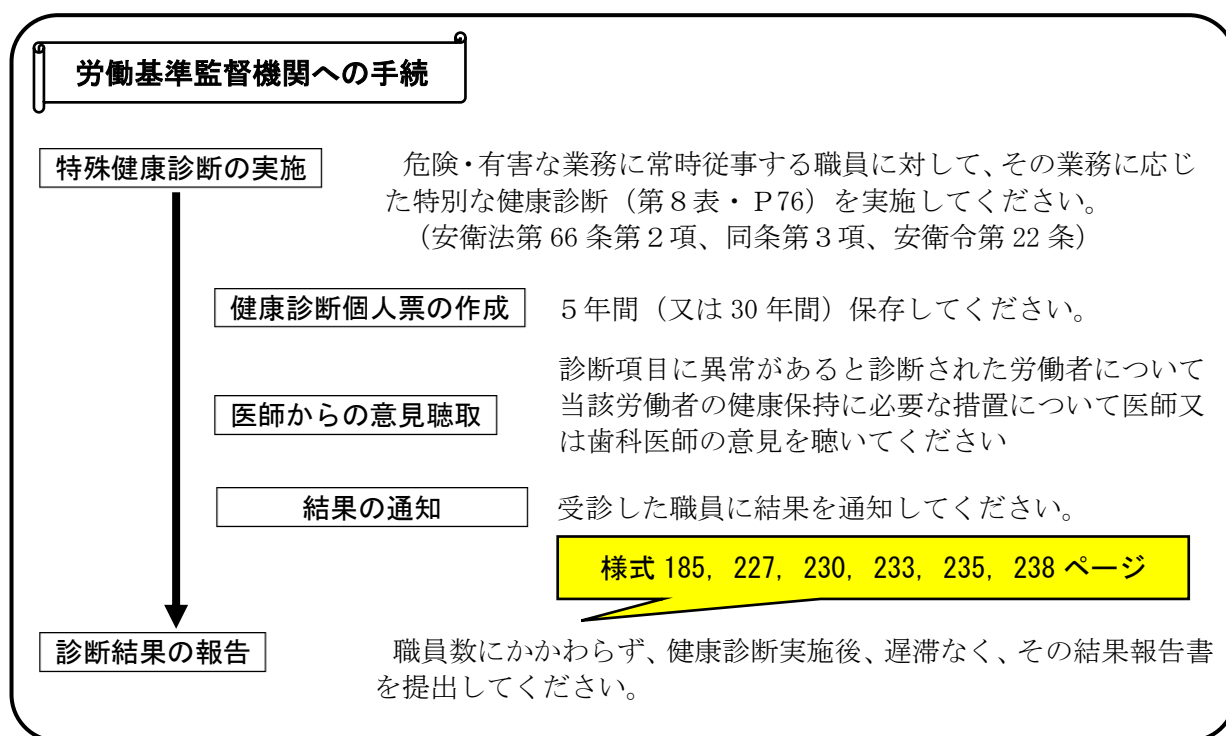 労働基準監督機関への手続
特殊健康診断の実施
危険・有害な業務に常時従事する職員に対して、その業務に応じ
た特別な健康診断（第８表・Ｐ76）を実施してください。
（安衛法第 66 条第２項、同条第３項、安衛令第 22 条）
健康診断個人票の作成
５年間（又は 30 年間）保存してください。
医師からの意見聴取
診断項目に異常があると診断された労働者について
当該労働者の健康保持に必要な措置について医師又
は歯科医師の意見を聴いてください
結果の通知
受診した職員に結果を通知してください。
様式 185, 227, 230, 233, 235, 238 ページ
診断結果の報告
職員数にかかわらず、健康診断実施後、遅滞なく、その結果報告書
を提出してください。